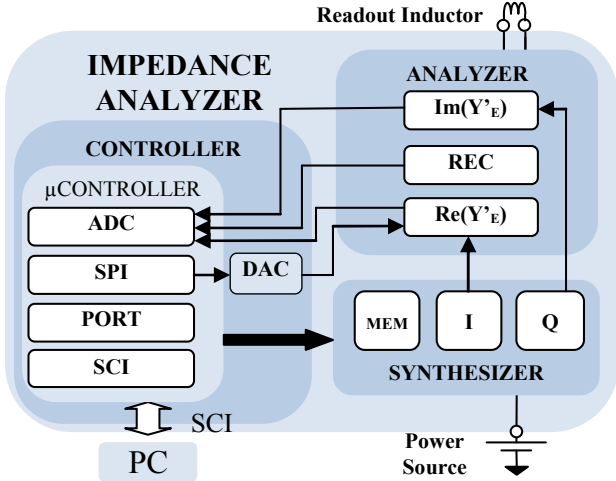 Readout Inductor
IMPEDANCE
ANALYZER
ANALYZER
Im(Y'E)
REC
Re(Y'E)
CONTROLLER
μCONTROLLER
ADC
SPI
DAC
PORT
SCI
MEM
I
Q
SYNTHESIZER
SCI
PC
Power
Source